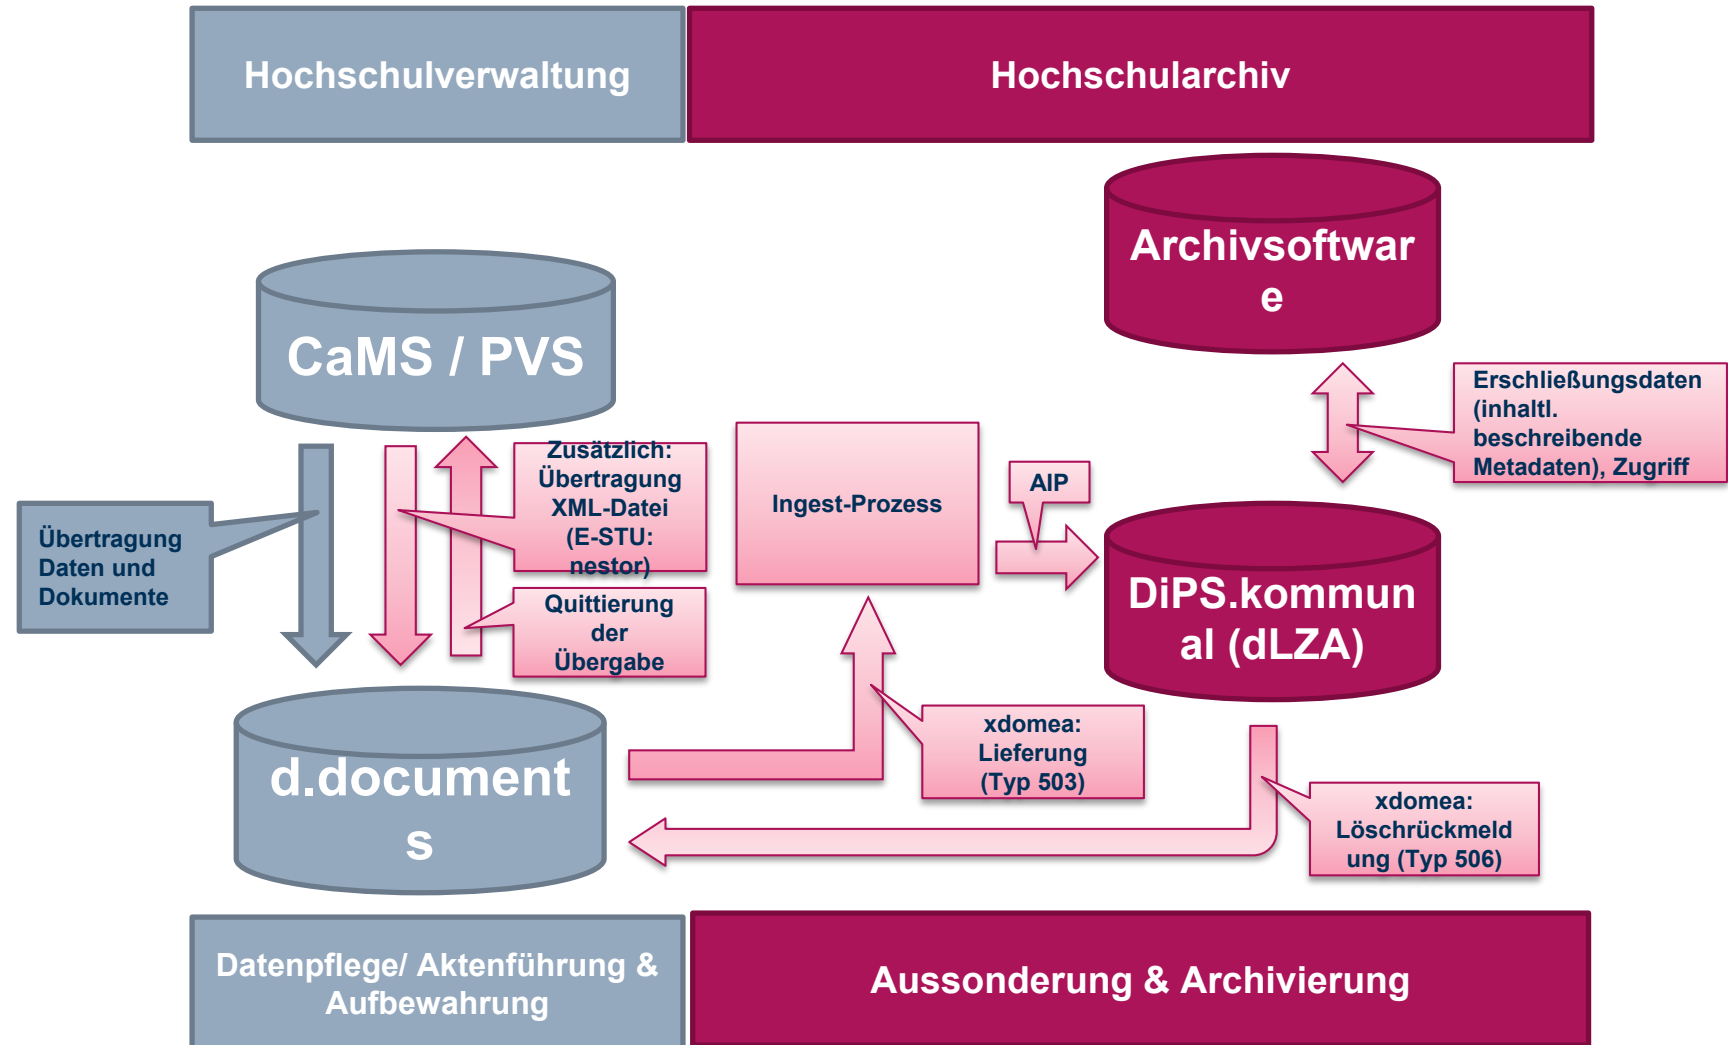 Hochschulverwaltung
Hochschularchiv
Archivsoftwar
e
CaMS / PVS
Erschließungsdaten
(inhaltl.
beschreibende
Metadaten), Zugriff
Zusätzlich:
Übertragung
XML-Datei
(E-STU:
nestor)
Ingest-Prozess
AIP
Übertragung
Daten und
Dokumente
Quittierung
der
Übergabe
DiPS.kommun
al (dLZA)
xdomea:
Lieferung
(Typ 503)
d.document
s
xdomea:
Löschrückmeld
ung (Typ 506)
Datenpflege/ Aktenführung &
Aufbewahrung
Aussonderung & Archivierung